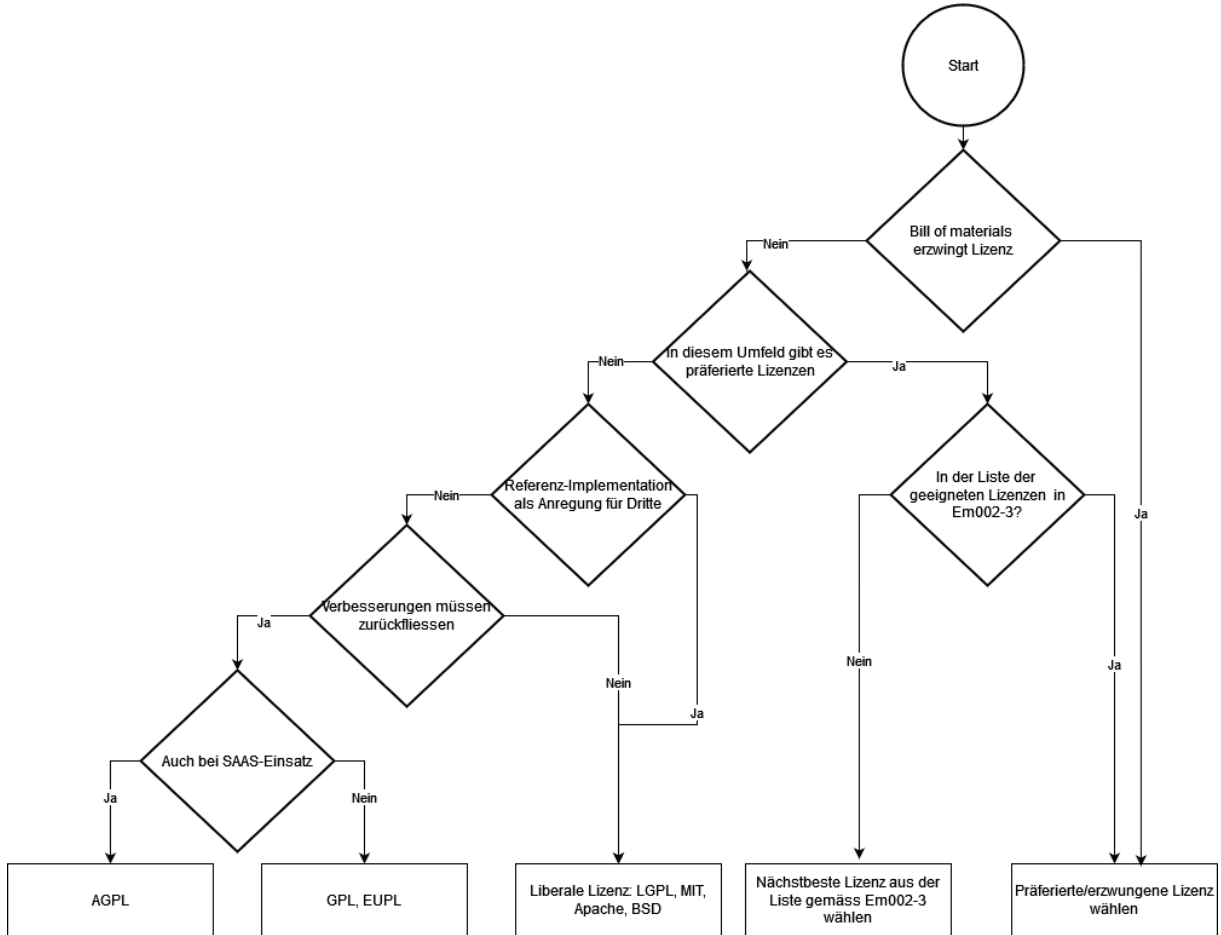 Start
Bill of materials
erzwingt Lizenz
Nein
In diesem Umfeld gibt es
präferierte Lizenzen
Nein
Ja
Referenz-Implementation
als Anregung für Dritte
In der Liste der
geeigneten Lizenzen in
Em002-3?
Nein
Ja
Verbesserungen müssen
zurückfliessen
Ja
Nein
Ja
Nein
Ja
Auch bei SAAS-Einsatz
Ja
Nein
AGPL
GPL, EUPL
Liberale Lizenz: LGPL, MIT,
Apache, BSD
Nächstbeste Lizenz aus der
Liste gemäss Em002-3
wählen
Präferierte/erzwungene Lizenz
wählen